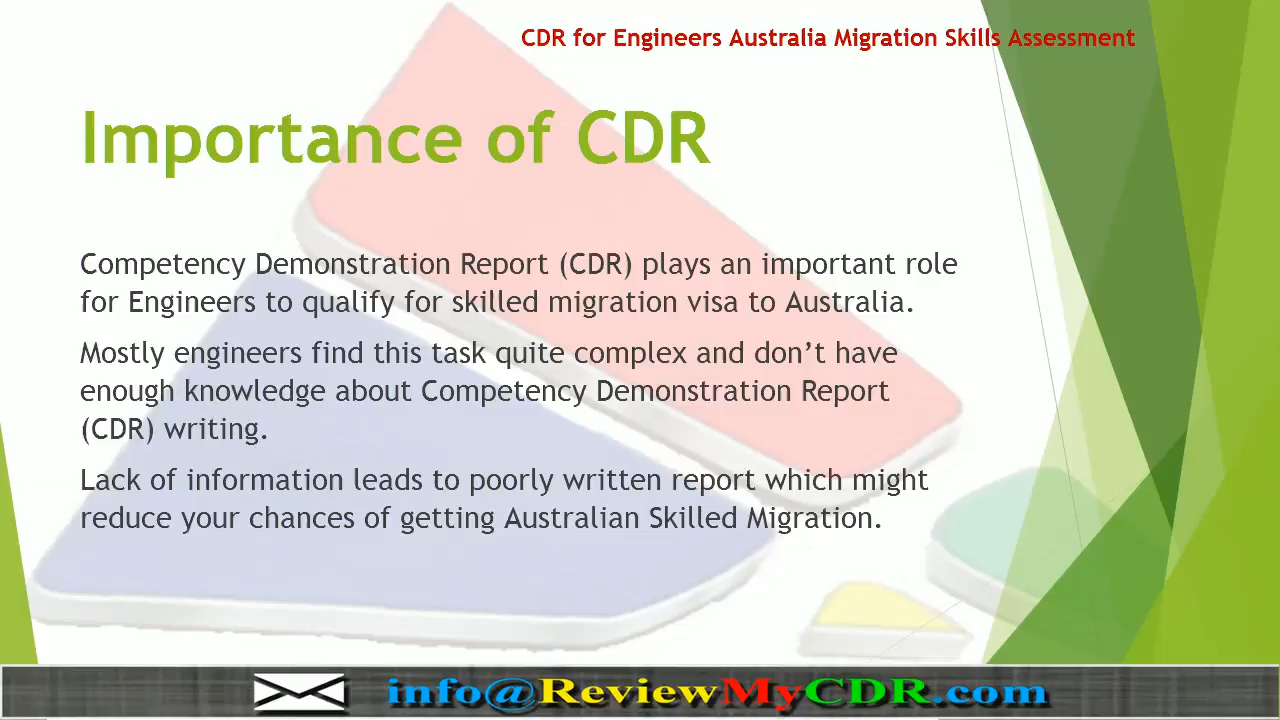 CDR for Engineers Australia Migration Skills Assessment
Importance of CDR
Competency Demonstration Report (CDR) plays an important role
for Engineers to qualify for skilled migration visa to Australia.
Mostly engineers find this task quite complex and don’t have
enough knowledge about Competency Demonstration Report
(CDR) writing.
Lack of information leads to poorly written report which might
reduce your chances of getting Australian Skilled Migration.
info@ReviewMyCDR.com